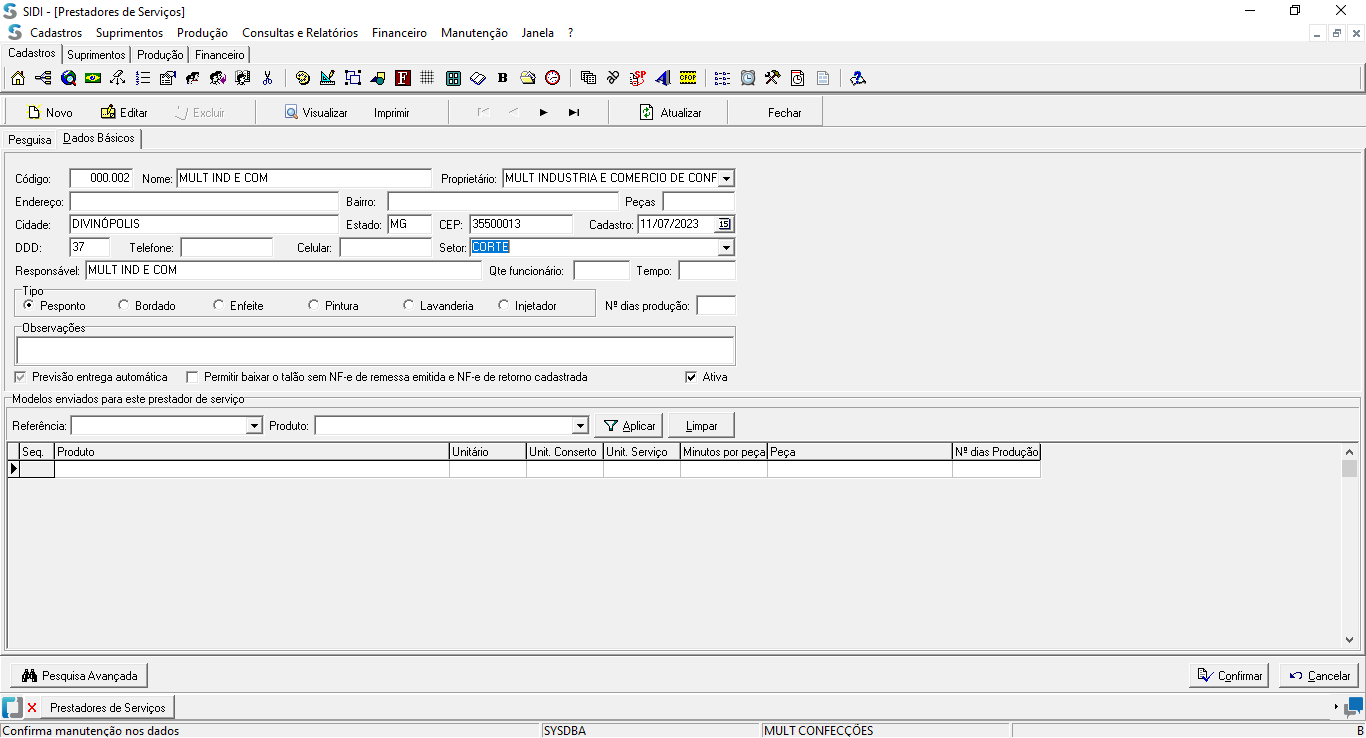 SIDI - [Prestadores de Serviços]
Cadastros Suprimentos Produção Consultas e Relatórios Financeiro Manutenção Janela ?
Cadastros Suprimentos Produção Financeiro
F B SP CFOP
Novo Editar Excluir Visualizar Imprimir Atualizar Fechar
Pesquisa Dados Básicos
Código: 000.002 Nome: MULT IND E COM Proprietário: MULT INDUSTRIA E COMERCIO DE CONF
Endereço: Bairro: Peças
Cidade: DIVINÓPOLIS Estado: MG CEP: 35500013 Cadastro: 11/07/2023 15
DDD: 37 Telefone: Celular: Setor: CORTE
Responsável: MULT IND E COM Qte funcionário: Tempo:
Tipo
Pesponto Bordado Enfeite Pintura Lavanderia Injetador Nº dias produção:
Observações
Previsão entrega automática Permitir baixar o talão sem NF-e de remessa emitida e NF-e de retorno cadastrada Ativa
Modelos enviados para este prestador de serviço
Referência: Produto: Aplicar Limpar
Seq. Produto Unitário Unit. Conserto Unit. Serviço Minutos por peça Peça Nº dias Produção
Pesquisa Avançada Confirmar Cancelar
Prestadores de Serviços
Confirma manutenção nos dados SYSDBA MULT CONFECÇÕES B